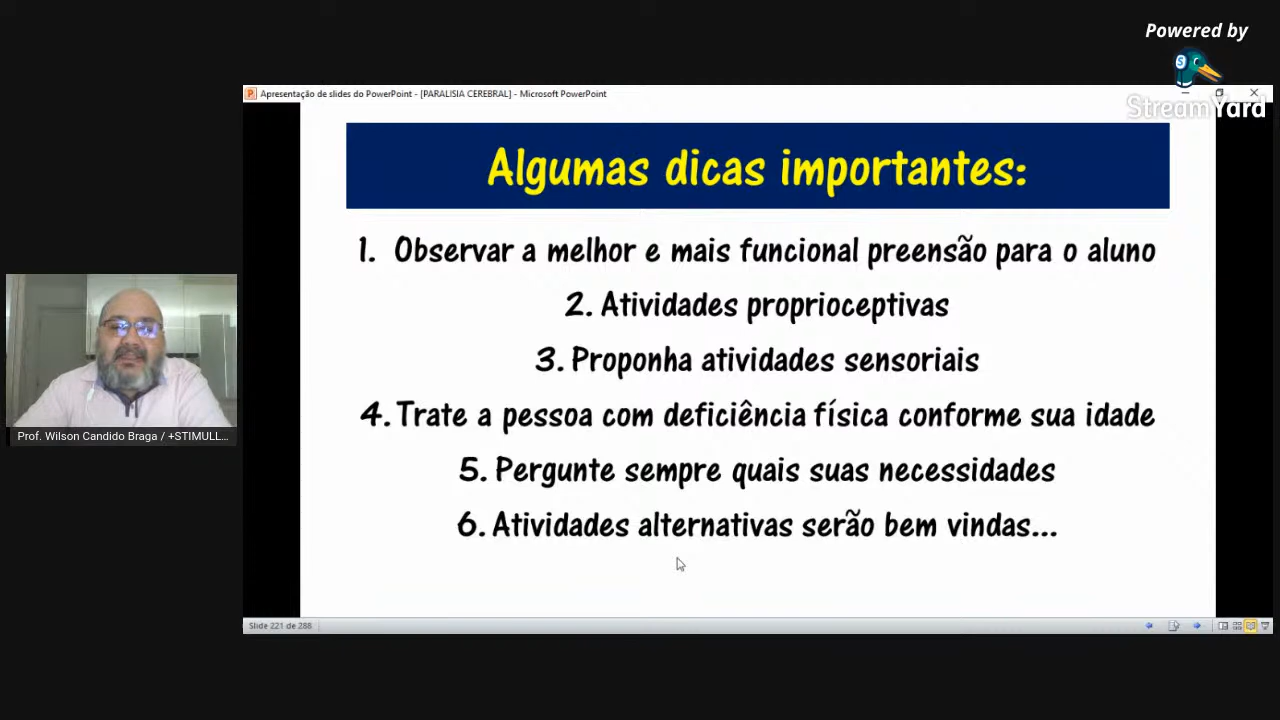 Powered by
StreamYard
Apresentação de slides do PowerPoint - [PARALISIA CEREBRAL] - Microsoft PowerPoint
Algumas dicas importantes:
1. Observar a melhor e mais funcional preensão para o aluno
2. Atividades proprioceptivas
3. Proponha atividades sensoriais
4. Trate a pessoa com deficiência física conforme sua idade
5. Pergunte sempre quais suas necessidades
6. Atividades alternativas serão bem vindas...
Prof. Wilson Candido Braga / +STIMULL...
Slide 221 de 288